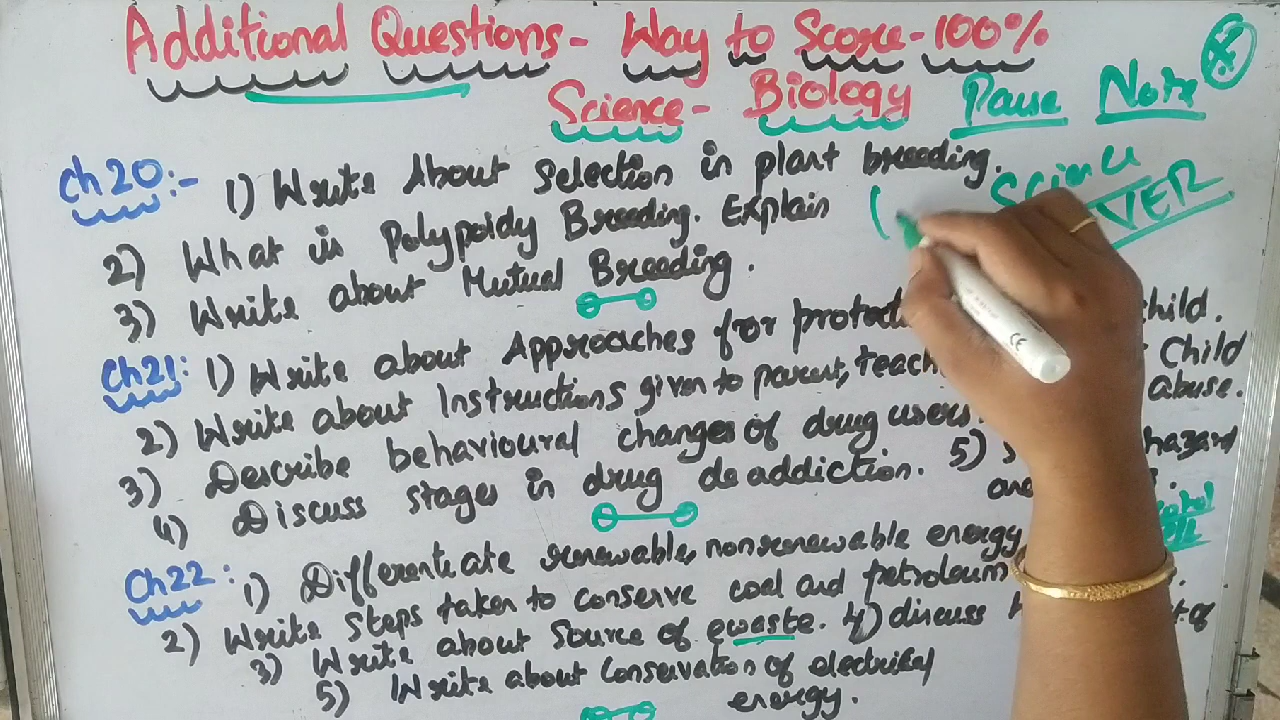 Additional Questions- Way to Score-100%
Science- Biology Pause Note
Science
VER
Ch20:- 1) Write About Selection in plant breeding.
2) What is Polypoidy Breeding. Explain (
3) Write about Mutual Breeding.
Ch21: 1) Write about Approaches for protect child.
2) Write about Instructions given to parent, teach Child abuse.
3) Describe behavioural changes of drug users.
4) Discuss stages in drug deaddiction. 5) hazard
Ch22: 1) Differentiate renewable, nonrenewable energy
2) Write steps taken to conserve coal and petroleum
3) Write about Source of ewaste. 4) discuss of
5) Write about Conservation of electrical energy.